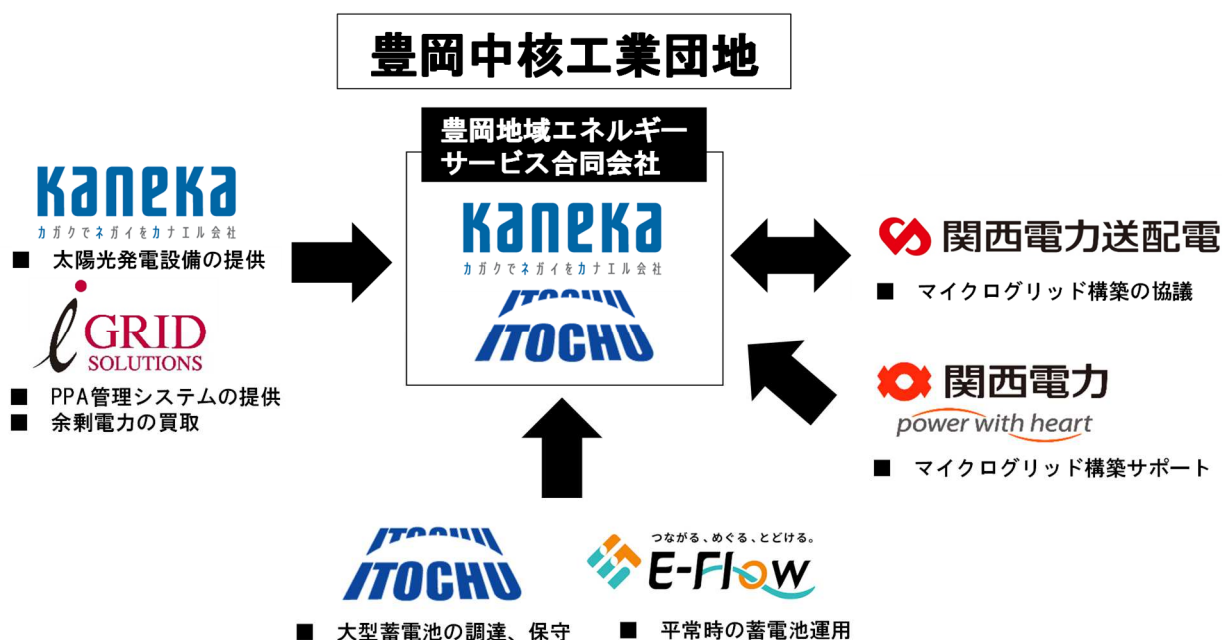 豊岡中核工業団地
豊岡地域エネルギー
サービス合同会社
kaneka
カガクでネガイをカナエル会社
■ 太陽光発電設備の提供
i GRID
SOLUTIONS
■ PPA管理システムの提供
■ 余剰電力の買取
kaneka
カガクでネガイをカナエル会社
ITOCHU
関西電力送配電
■ マイクログリッド構築の協議
関西電力
power with heart
■ マイクログリッド構築サポート
ITOCHU
■ 大型蓄電池の調達、保守
つながる、めぐる、とどける。
E-Flow
■ 平常時の蓄電池運用